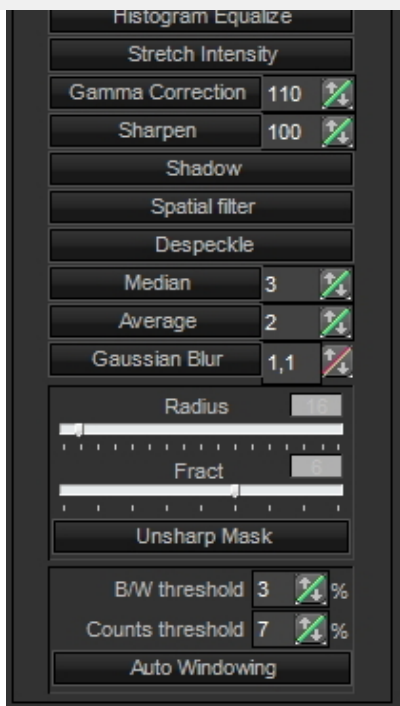 Histogram Equalize
Stretch Intensity
Gamma Correction 110
Sharpen 100
Shadow
Spatial filter
Despeckle
Median 3
Average 2
Gaussian Blur 1,1
Radius 16
Fract 6
Unsharp Mask
B/W threshold 3 %
Counts threshold 7 %
Auto Windowing